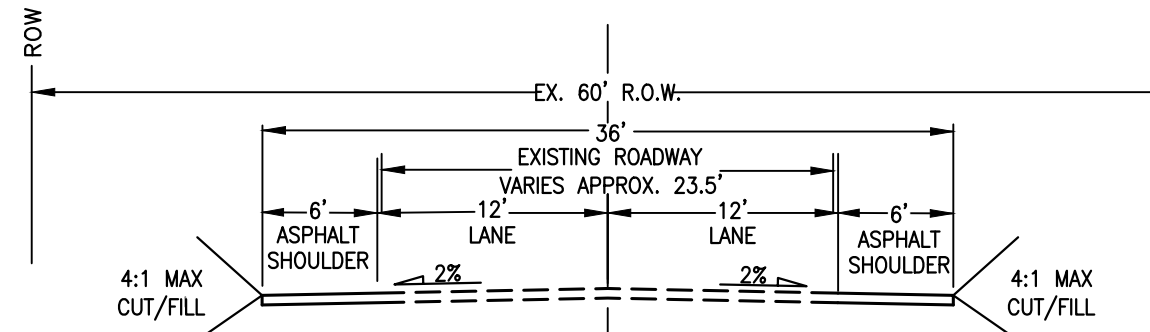 ROW
EX. 60' R.O.W.
36'
EXISTING ROADWAY
VARIES APPROX. 23.5'
6'
ASPHALT
SHOULDER
12'
LANE
12'
LANE
6'
ASPHALT
SHOULDER
4:1 MAX
CUT/FILL
2%
2%
4:1 MAX
CUT/FILL